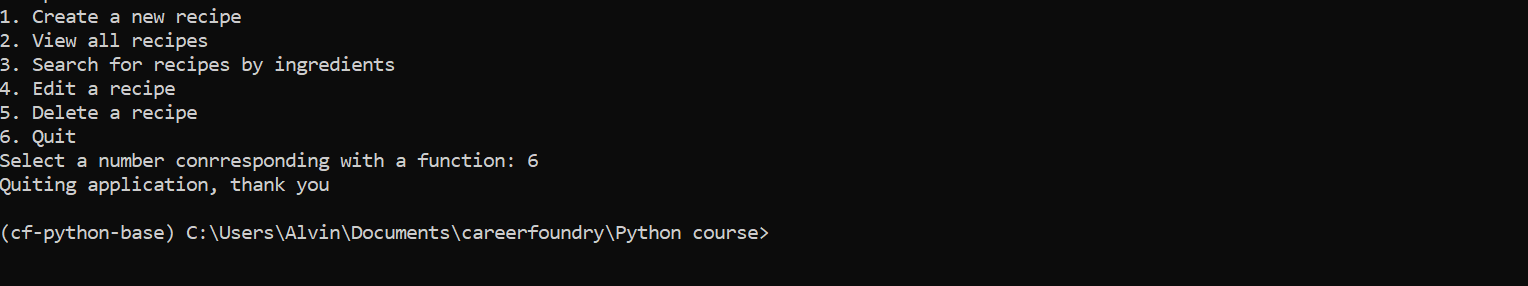 1. Create a new recipe
2. View all recipes
3. Search for recipes by ingredients
4. Edit a recipe
5. Delete a recipe
6. Quit
Select a number conrresponding with a function: 6
Quiting application, thank you
(cf-python-base) C:\Users\Alvin\Documents\careerfoundry\Python course>